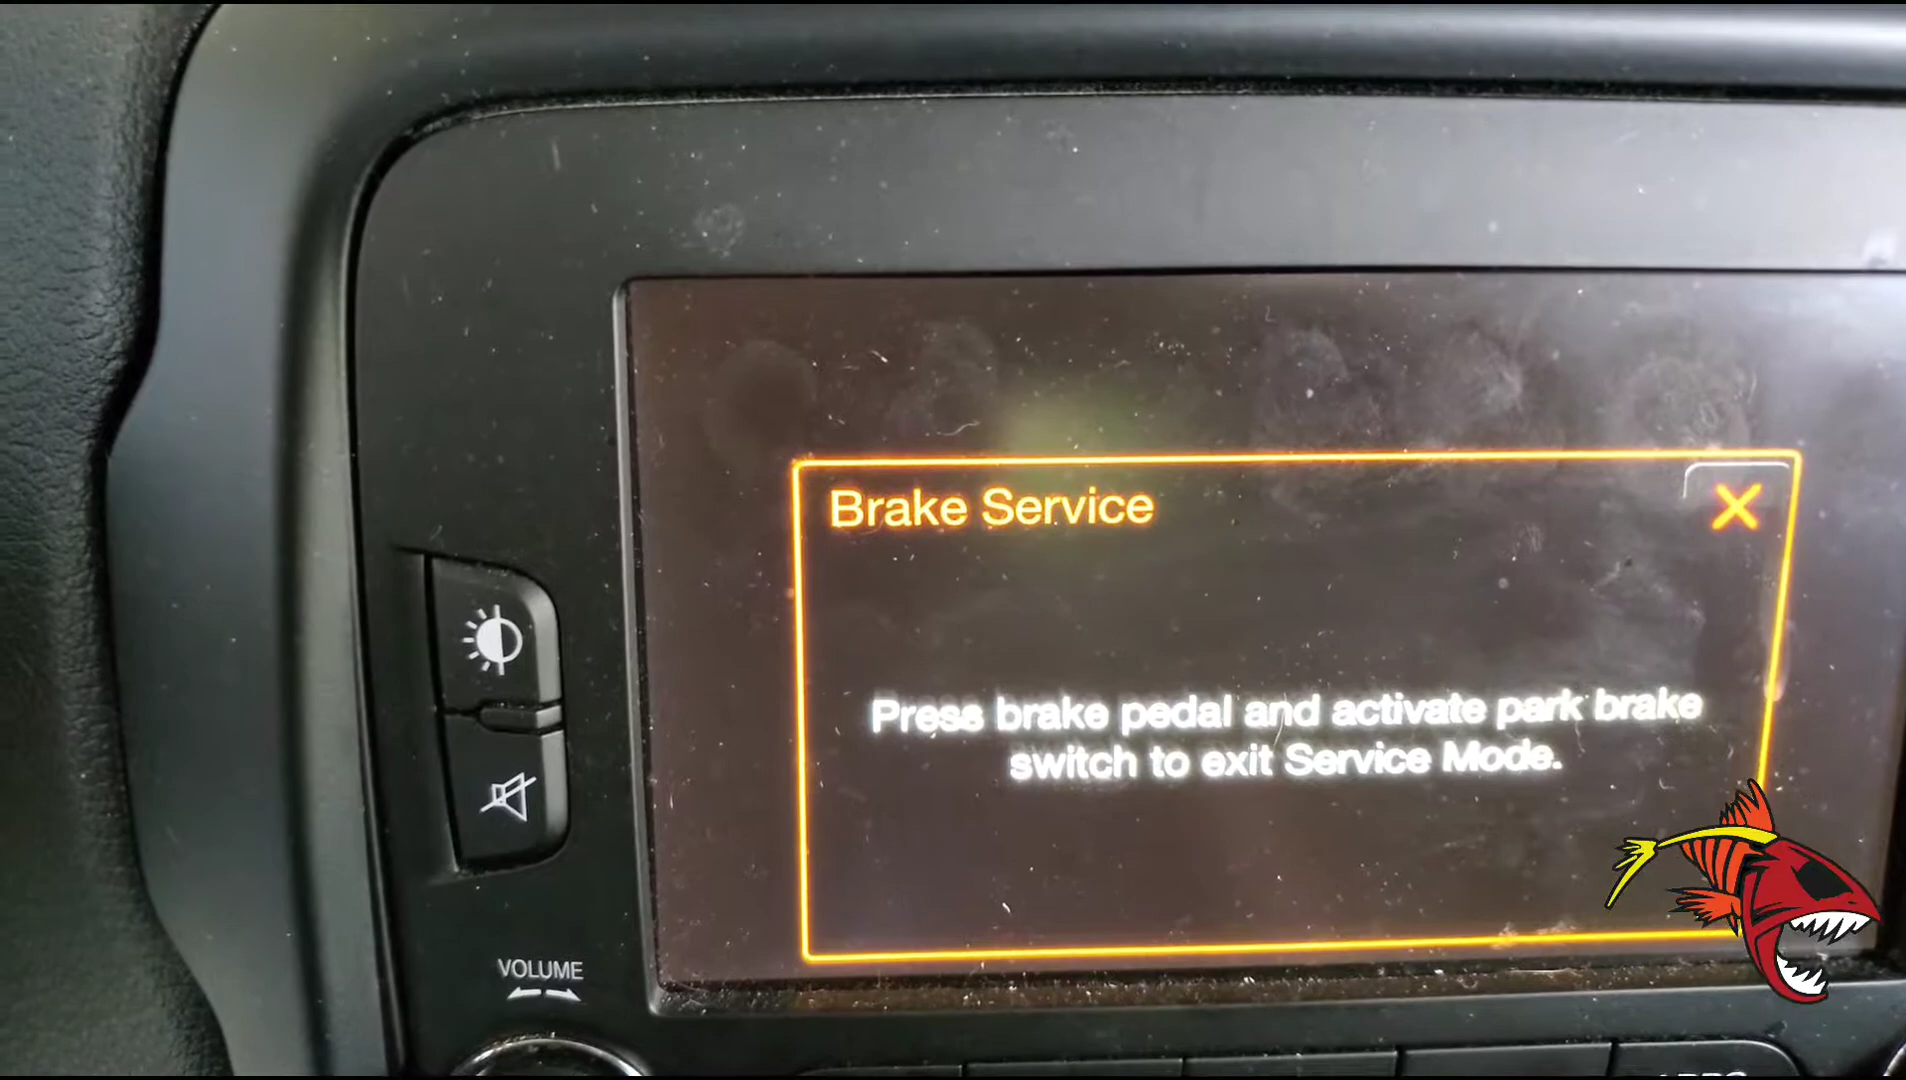 Brake Service
Press brake pedal and activate park brake
switch to exit Service Mode.
VOLUME